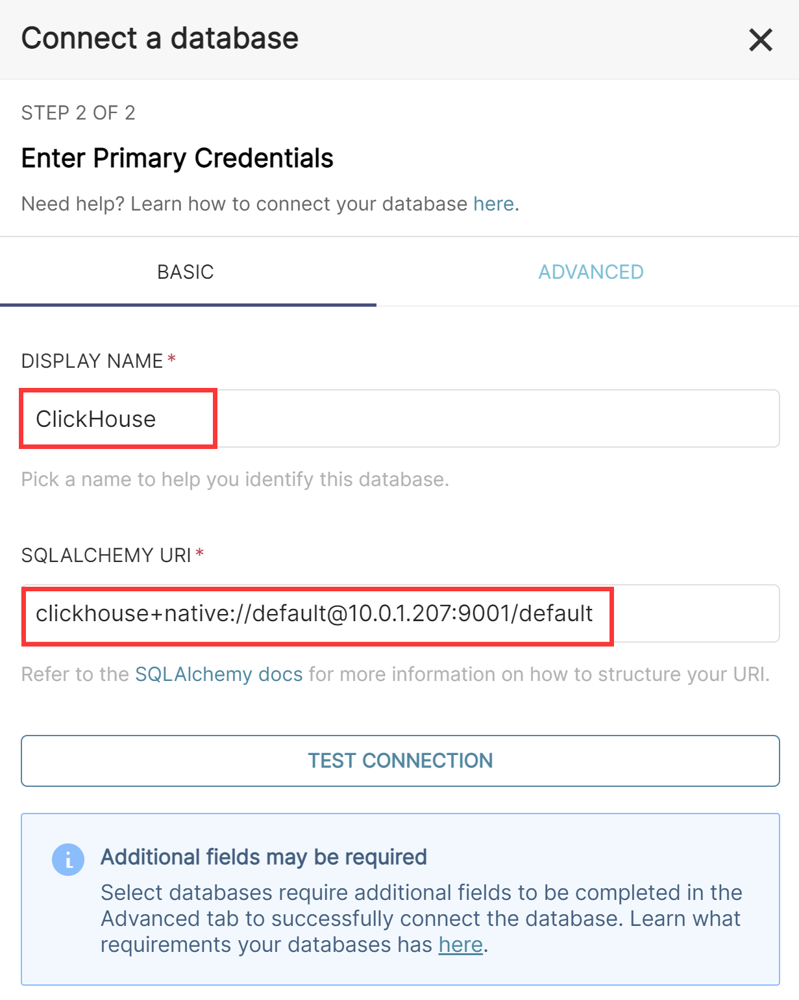 Connect a database
STEP 2 OF 2
Enter Primary Credentials
Need help? Learn how to connect your database here.
BASIC
ADVANCED
DISPLAY NAME *
ClickHouse
Pick a name to help you identify this database.
SQLALCHEMY URI *
clickhouse+native://default@10.0.1.207:9001/default
Refer to the SQLAlchemy docs for more information on how to structure your URI.
TEST CONNECTION
Additional fields may be required
Select databases require additional fields to be completed in the
Advanced tab to successfully connect the database. Learn what
requirements your databases has here.